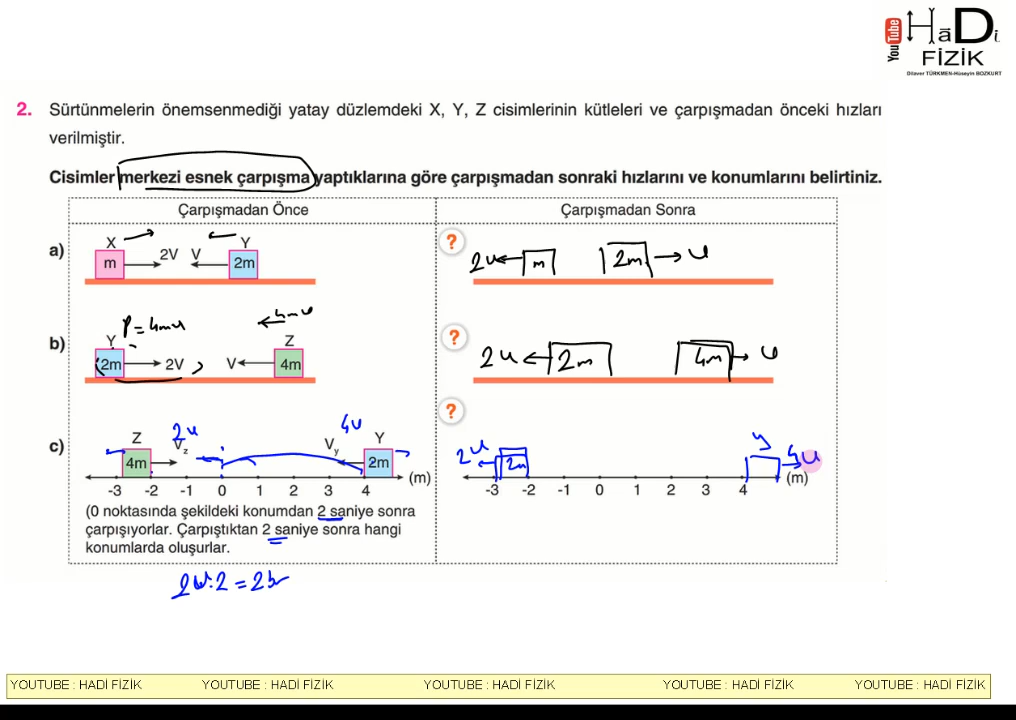 YouTube HaDi
FİZİK
Dilaver TÜRKMEN-Hüseyin BOZKURT
2. Sürtünmelerin önemsenmediği yatay düzlemdeki X, Y, Z cisimlerinin kütleleri ve çarpışmadan önceki hızları
verilmiştir.
Cisimler merkezi esnek çarpışma yaptıklarına göre çarpışmadan sonraki hızlarını ve konumlarını belirtiniz.
Çarpışmadan Önce
Çarpışmadan Sonra
a) X Y
m 2V V 2m
? 2u m 2m u
P=4mu 4mu
b) Y Z
2m 2V V 4m
? 2u 2m 4m u
?
2u 4u
c) Z Vz Vy Y
4m 2m
(m)
-3 -2 -1 0 1 2 3 4
2u 2m y 4u
(m)
-3 -2 -1 0 1 2 3 4
(0 noktasında şekildeki konumdan 2 saniye sonra
çarpışıyorlar. Çarpıştıktan 2 saniye sonra hangi
konumlarda oluşurlar.
YOUTUBE : HADİ FİZİK YOUTUBE : HADİ FİZİK YOUTUBE : HADİ FİZİK YOUTUBE : HADİ FİZİK YOUTUBE : HADİ FİZİK